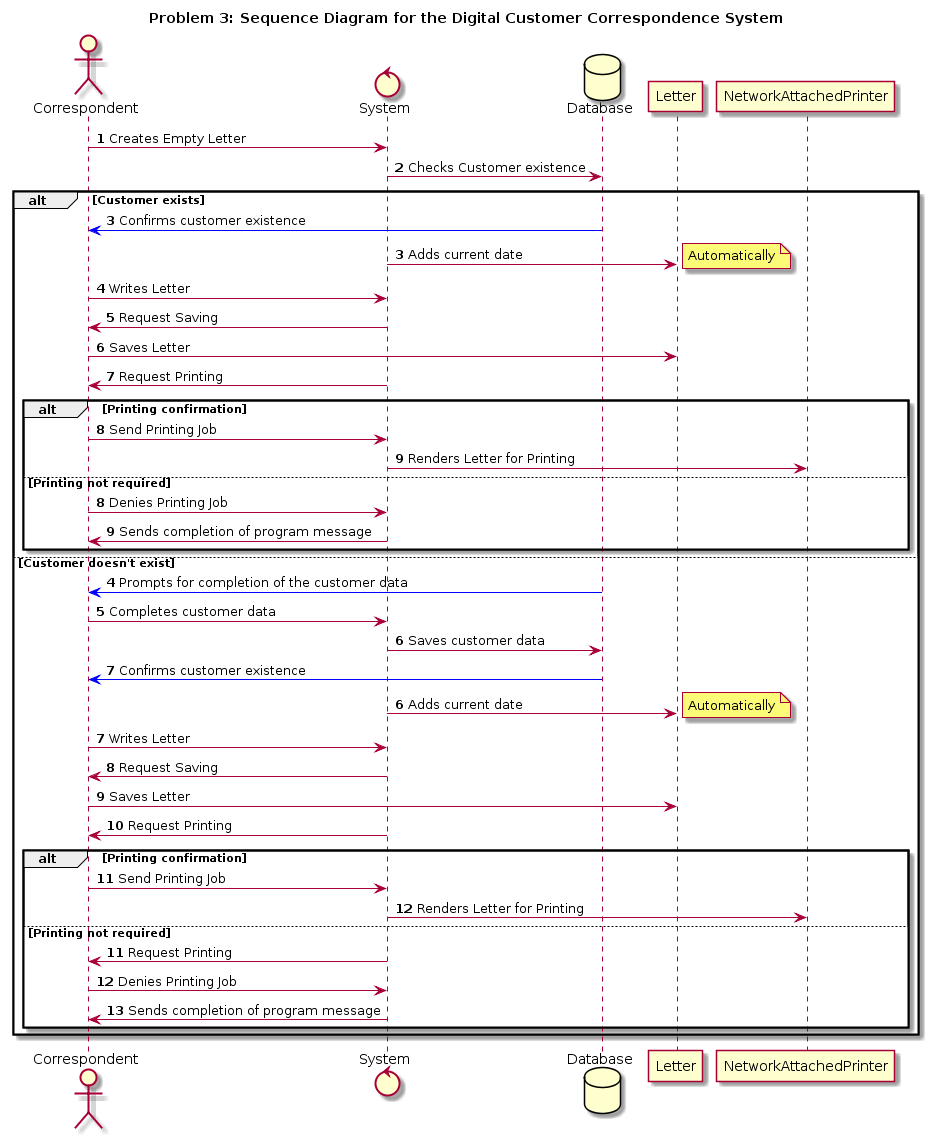 Problem 3: Sequence Diagram for the Digital Customer Correspondence System
Correspondent System Database Letter NetworkAttachedPrinter
1 Creates Empty Letter
2 Checks Customer existence
alt [Customer exists]
3 Confirms customer existence
3 Adds current date Automatically
4 Writes Letter
5 Request Saving
6 Saves Letter
7 Request Printing
alt [Printing confirmation]
8 Send Printing Job
9 Renders Letter for Printing
[Printing not required]
8 Denies Printing Job
9 Sends completion of program message
[Customer doesn't exist]
4 Prompts for completion of the customer data
5 Completes customer data
6 Saves customer data
7 Confirms customer existence
6 Adds current date Automatically
7 Writes Letter
8 Request Saving
9 Saves Letter
10 Request Printing
alt [Printing confirmation]
11 Send Printing Job
12 Renders Letter for Printing
[Printing not required]
11 Request Printing
12 Denies Printing Job
13 Sends completion of program message
Correspondent System Database Letter NetworkAttachedPrinter